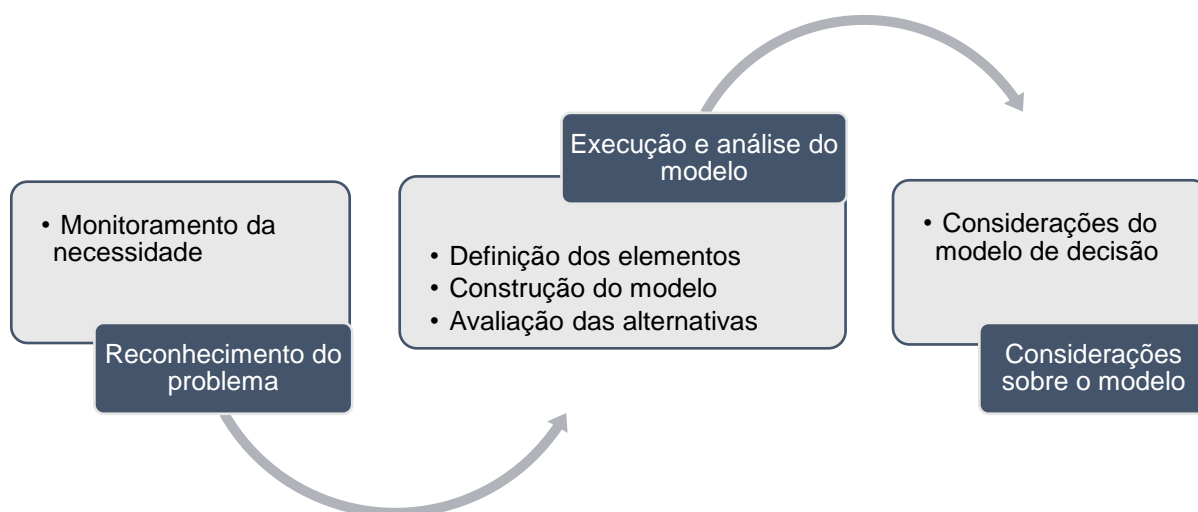 • Monitoramento da
necessidade
Reconhecimento do
problema
Execução e análise do
modelo
• Definição dos elementos
• Construção do modelo
• Avaliação das alternativas
• Considerações do
modelo de decisão
Considerações
sobre o modelo